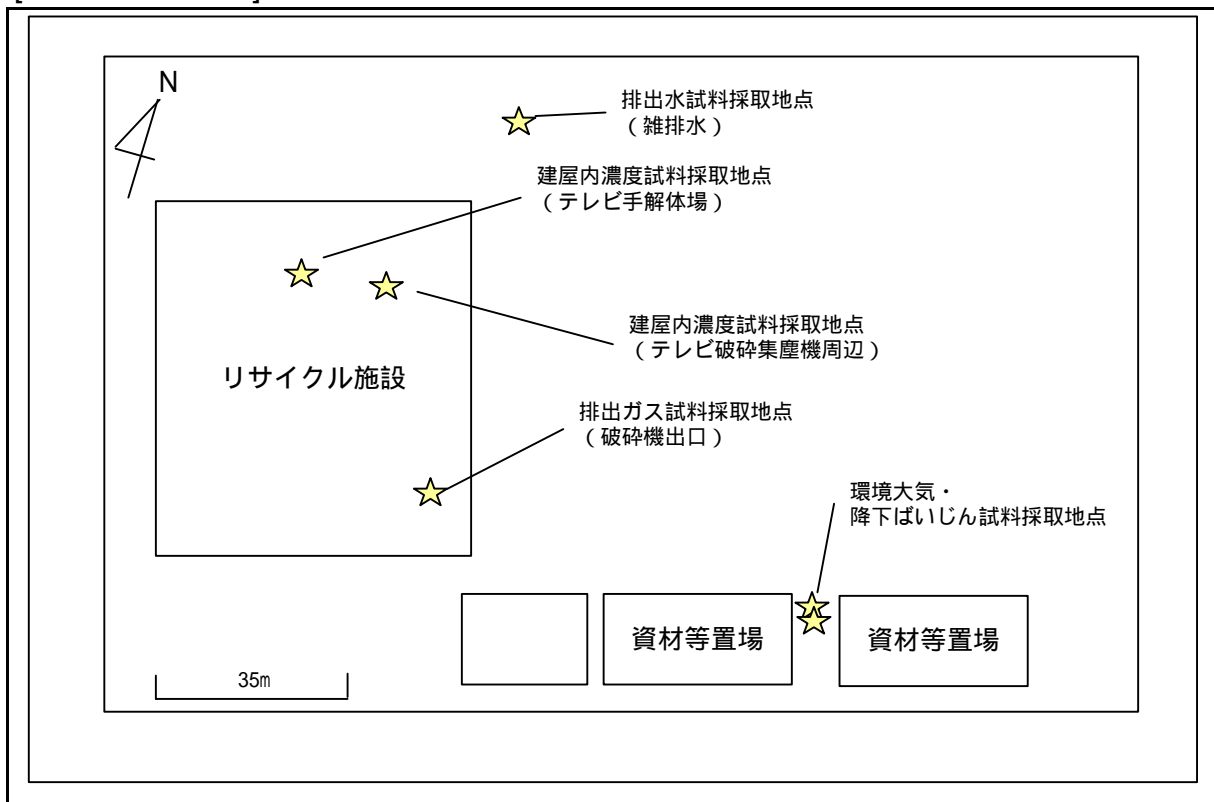 N
排出水試料採取地点
（雑排水）
建屋内濃度試料採取地点
（テレビ手解体場）
建屋内濃度試料採取地点
（テレビ破砕集塵機周辺）
リサイクル施設
排出ガス試料採取地点
（破砕機出口）
環境大気・
降下ばいじん試料採取地点
資材等置場
資材等置場
35m